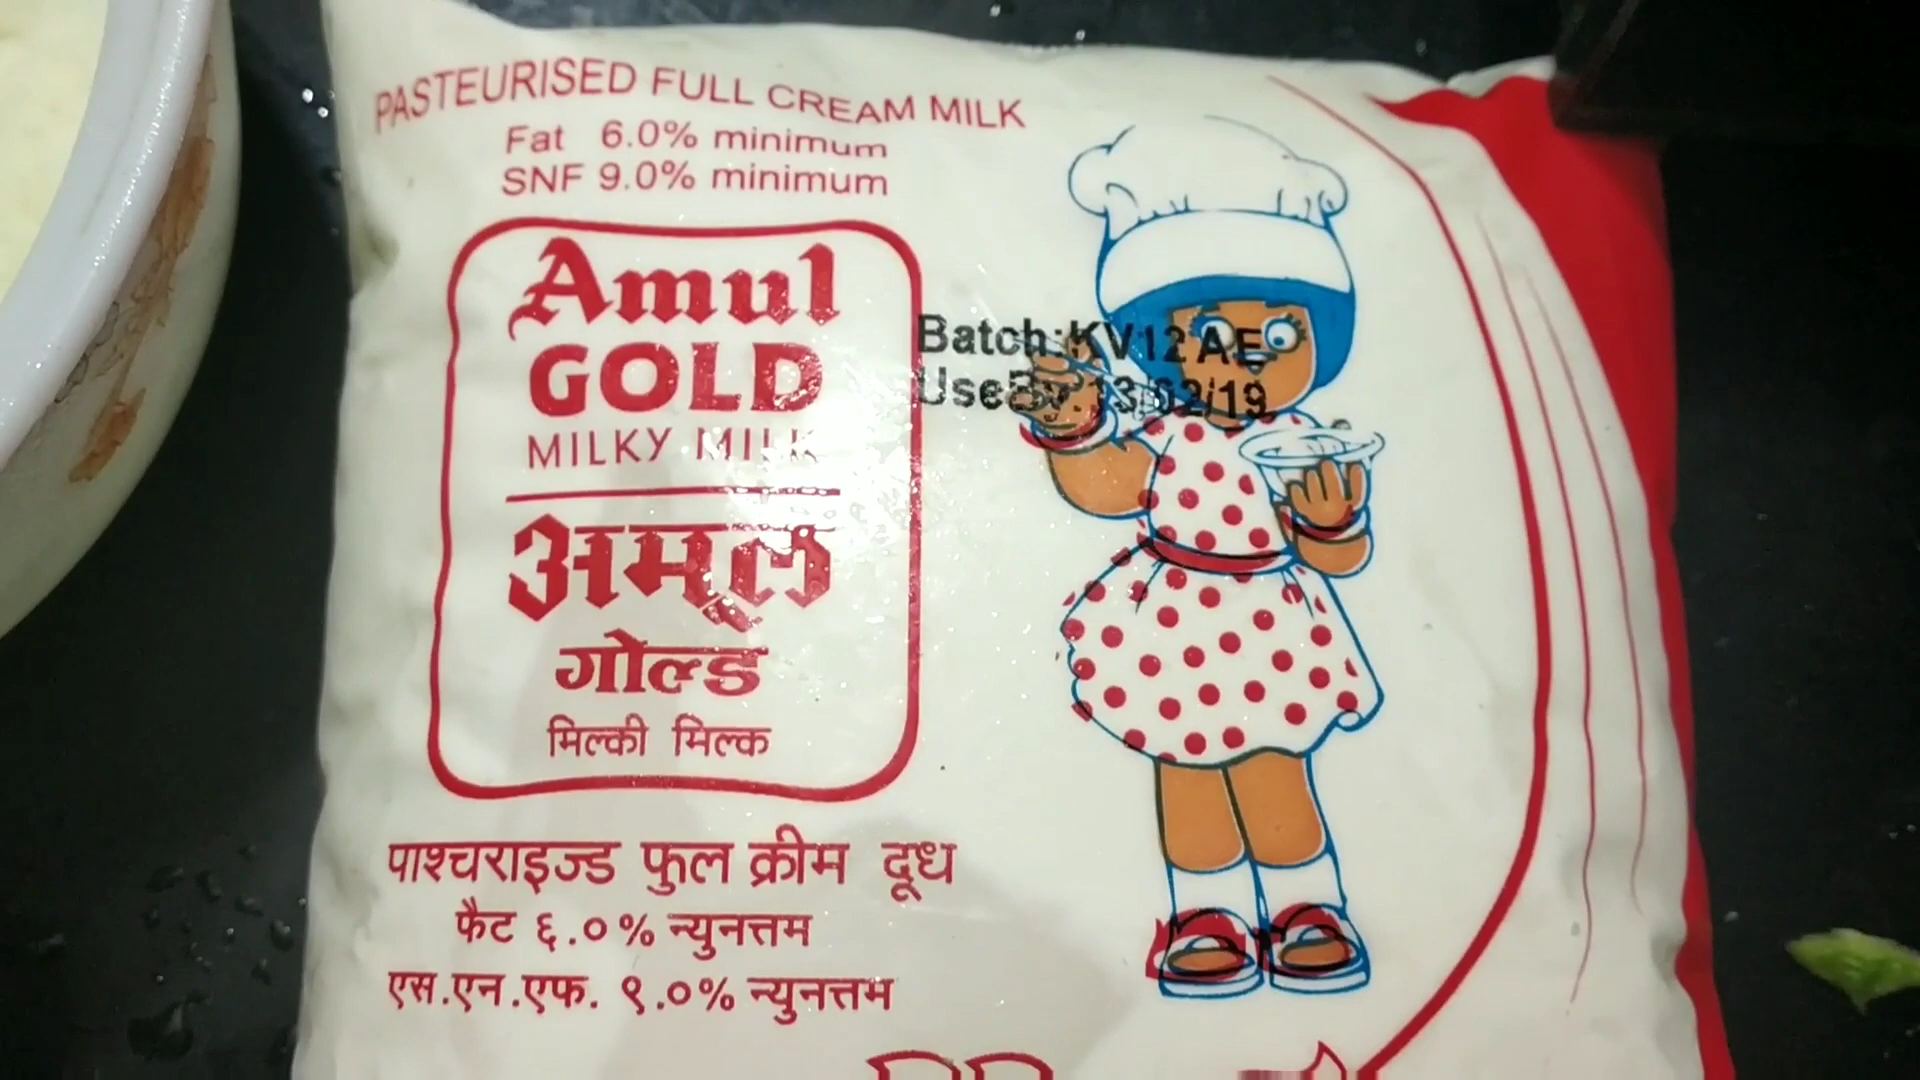 PASTEURISED FULL CREAM MILK
Fat 6.0% minimum
SNF 9.0% minimum
Amul
GOLD
MILKY MILK
अमूल
गोल्ड
मिल्की मिल्क
Batch:KV12AE
UseBy:13/02/19
पाश्चराइज्ड फुल क्रीम दूध
फैट ६.०% न्युनत्तम
एस.एन.एफ. ९.०% न्युनत्तम